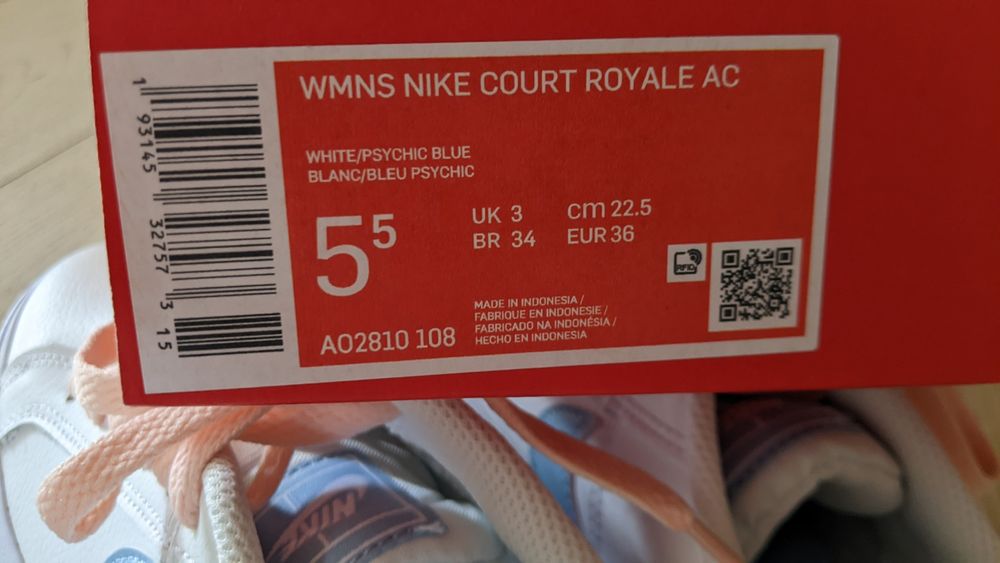 WMNS NIKE COURT ROYALE AC
WHITE/PSYCHIC BLUE
BLANC/BLEU PSYCHIC
5⁵
UK 3 cm 22.5
BR 34 EUR 36
RFID
MADE IN INDONESIA /
FABRIQUE EN INDONESIE /
FABRICADO NA INDONÉSIA /
HECHO EN INDONESIA
AO2810 108
1 93145 32757 3 15
NIKE